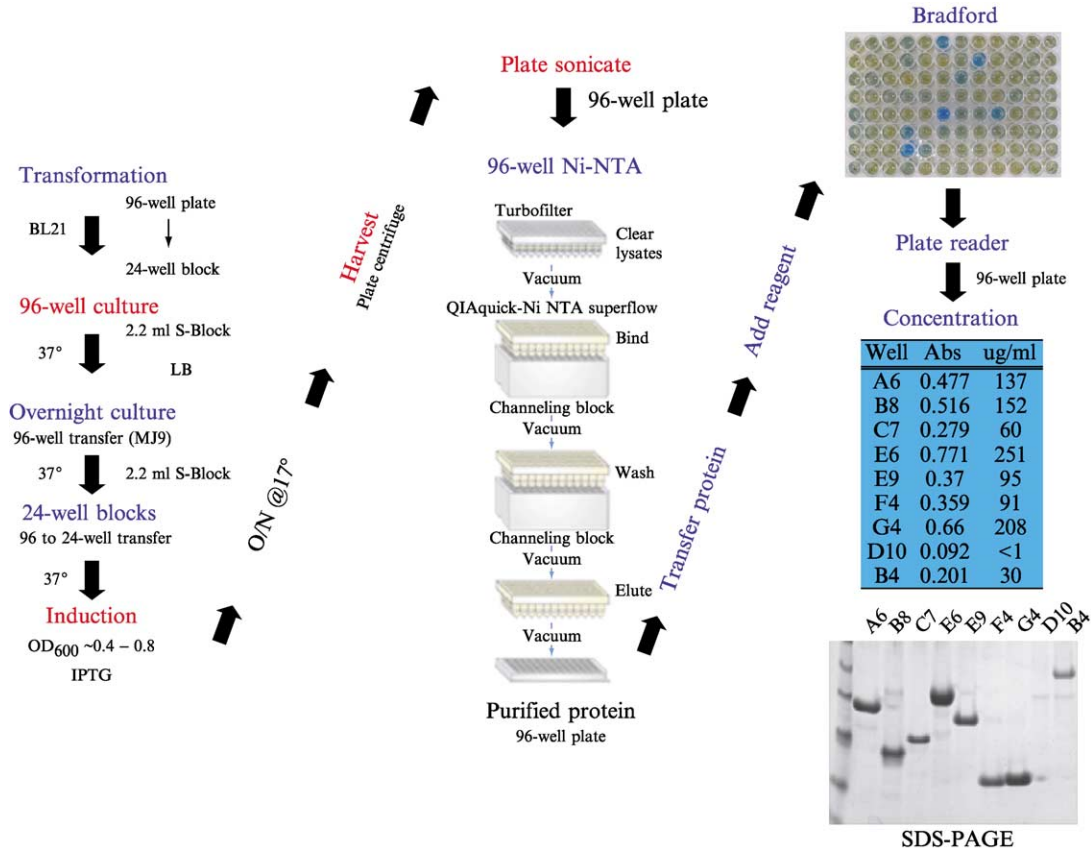 Transformation
BL21
96-well plate
24-well block
96-well culture
37°
2.2 ml S-Block
LB
Overnight culture
96-well transfer (MJ9)
37°
2.2 ml S-Block
24-well blocks
96 to 24-well transfer
37°
Induction
OD600 ~0.4 – 0.8
IPTG
O/N @17°
Harvest
Plate centrifuge
Plate sonicate
96-well plate
96-well Ni-NTA
Turbofilter
Clear
lysates
Vacuum
QIAquick-Ni NTA superflow
Bind
Channeling block
Vacuum
Wash
Channeling block
Vacuum
Elute
Vacuum
Purified protein
96-well plate
Transfer protein
Add reagent
Bradford
Plate reader
96-well plate
Concentration
Well Abs ug/ml
A6 0.477 137
B8 0.516 152
C7 0.279 60
E6 0.771 251
E9 0.37 95
F4 0.359 91
G4 0.66 208
D10 0.092 <1
B4 0.201 30
A6 B8 C7 E6 E9 F4 G4 D10 B4
SDS-PAGE